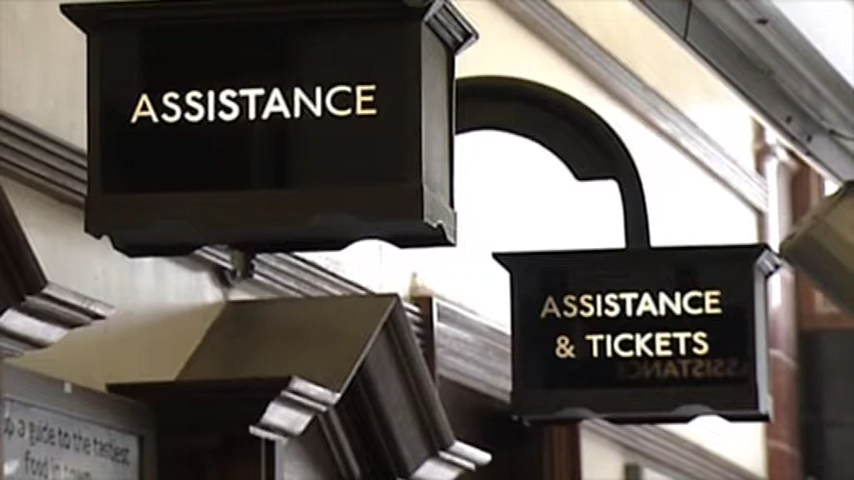 ASSISTANCE
ASSISTANCE
& TICKETS
a guide to the tastiest
food in town